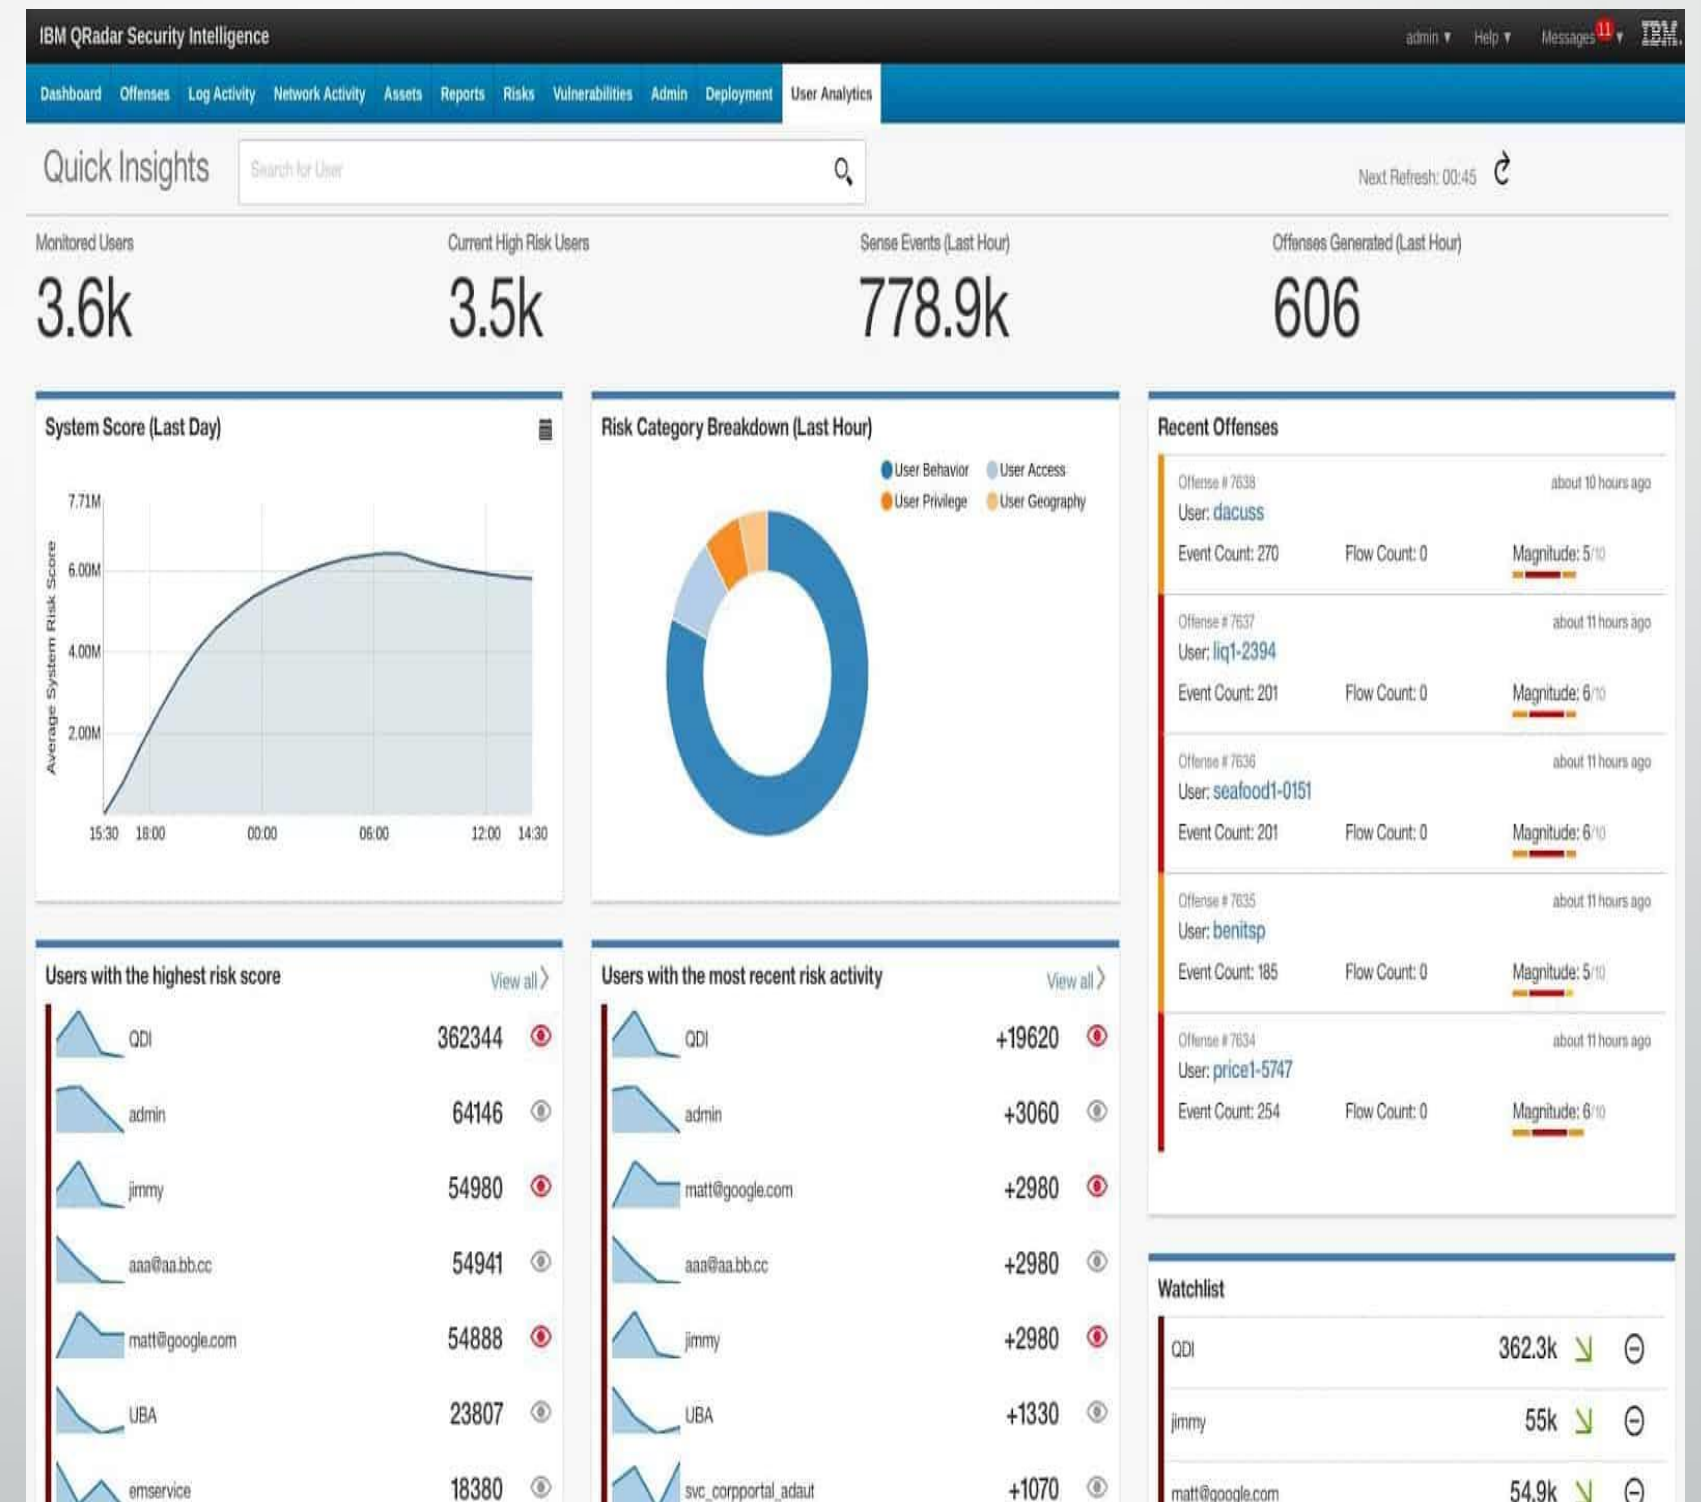 IBM QRadar Security Intelligence
admin ▼ Help ▼ Messages 11 ▼ IBM.
Dashboard Offenses Log Activity Network Activity Assets Reports Risks Vulnerabilities Admin Deployment User Analytics
Quick Insights
Search for User
Next Refresh: 00:45
Monitored Users
3.6k
Current High Risk Users
3.5k
Sense Events (Last Hour)
778.9k
Offenses Generated (Last Hour)
606
System Score (Last Day)
Average System Risk Score
7.71M
6.00M
4.00M
2.00M
15:30 18:00 00:00 06:00 12:00 14:30
Risk Category Breakdown (Last Hour)
User Behavior User Access
User Privilege User Geography
Recent Offenses
Offense # 7638 about 10 hours ago
User: dacuss
Event Count: 270 Flow Count: 0 Magnitude: 5/10
Offense # 7637 about 11 hours ago
User: liq1-2394
Event Count: 201 Flow Count: 0 Magnitude: 6/10
Offense # 7636 about 11 hours ago
User: seafood1-0151
Event Count: 201 Flow Count: 0 Magnitude: 6/10
Offense # 7635 about 11 hours ago
User: benitsp
Event Count: 185 Flow Count: 0 Magnitude: 5/10
Offense # 7634 about 11 hours ago
User: price1-5747
Event Count: 254 Flow Count: 0 Magnitude: 6/10
Users with the highest risk score View all
QDI 362344
admin 64146
jimmy 54980
aaa@aa.bb.cc 54941
matt@google.com 54888
UBA 23807
emservice 18380
Users with the most recent risk activity View all
QDI +19620
admin +3060
matt@google.com +2980
aaa@aa.bb.cc +2980
jimmy +2980
UBA +1330
svc_corpportal_adaut +1070
Watchlist
QDI 362.3k
jimmy 55k
matt@google.com 54.9k